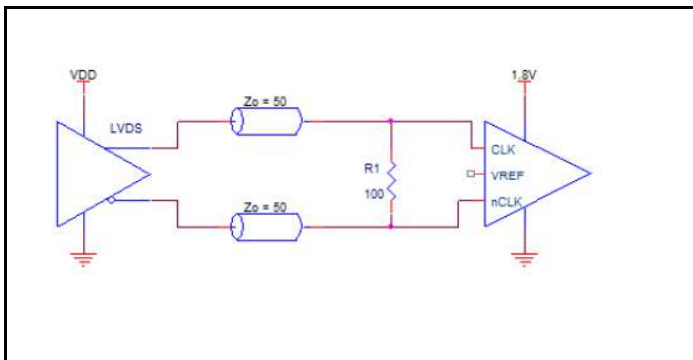 VDD
1.8V
Zo = 50
LVDS
CLK
R1
VREF
100
nCLK
Zo = 50